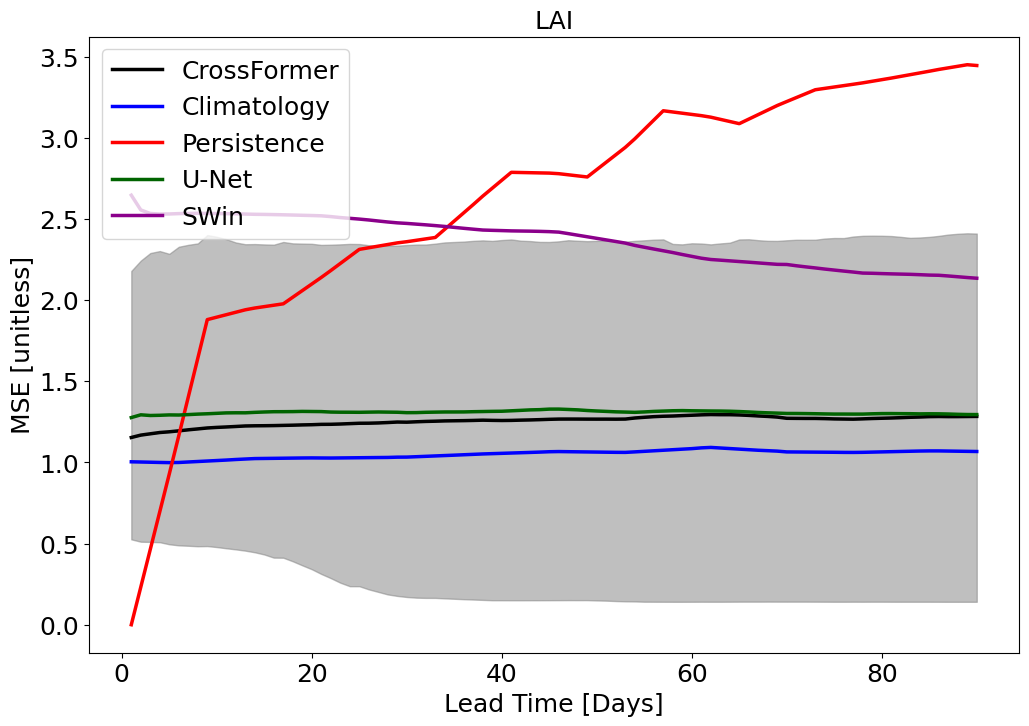 LAI
3.5
3.0
2.5
2.0
1.5
1.0
0.5
0.0
MSE [unitless]
CrossFormer
Climatology
Persistence
U-Net
SWin
0 20 40 60 80
Lead Time [Days]